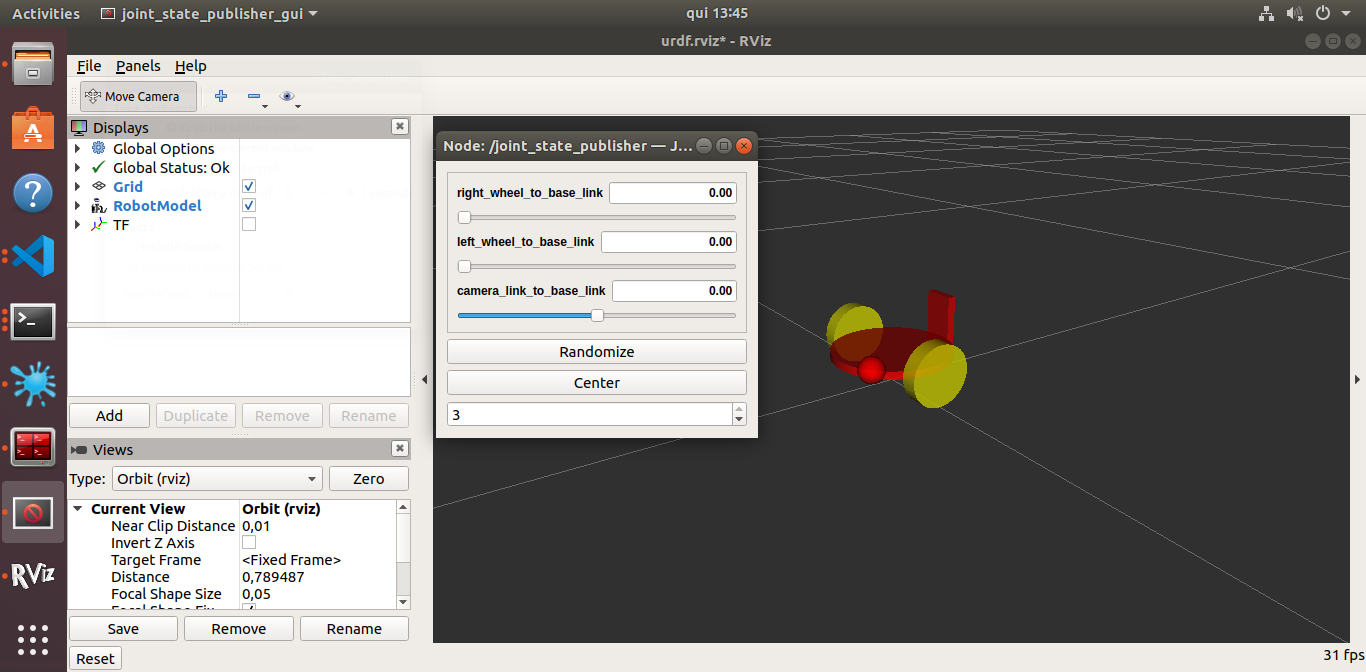 Activities joint_state_publisher_gui qui 13:45
urdf.rviz* - RViz
File Panels Help
Move Camera
Displays
Global Options
Global Status: Ok
Grid
RobotModel
TF
Add Duplicate Remove Rename
Views
Type: Orbit (rviz) Zero
Current View Orbit (rviz)
Near Clip Distance 0,01
Invert Z Axis
Target Frame <Fixed Frame>
Distance 0,789487
Focal Shape Size 0,05
Focal Shape Fix
Save Remove Rename
Reset
Node: /joint_state_publisher — J...
right_wheel_to_base_link 0.00
left_wheel_to_base_link 0.00
camera_link_to_base_link 0.00
Randomize
Center
3
RViz
31 fps